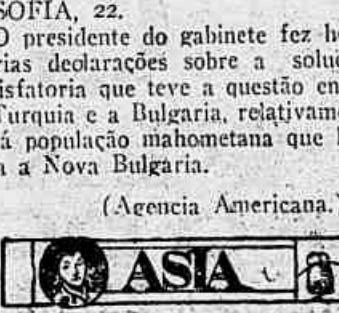 SOFIA, 22.
O presidente do gabinete fez h
rias declarações sobre a solu
isfatoria que teve a questão en
Turquia e a Bulgaria, relativame
á população mahometana que h
a a Nova Bulgaria.
(Agencia Americana.)
ASIA